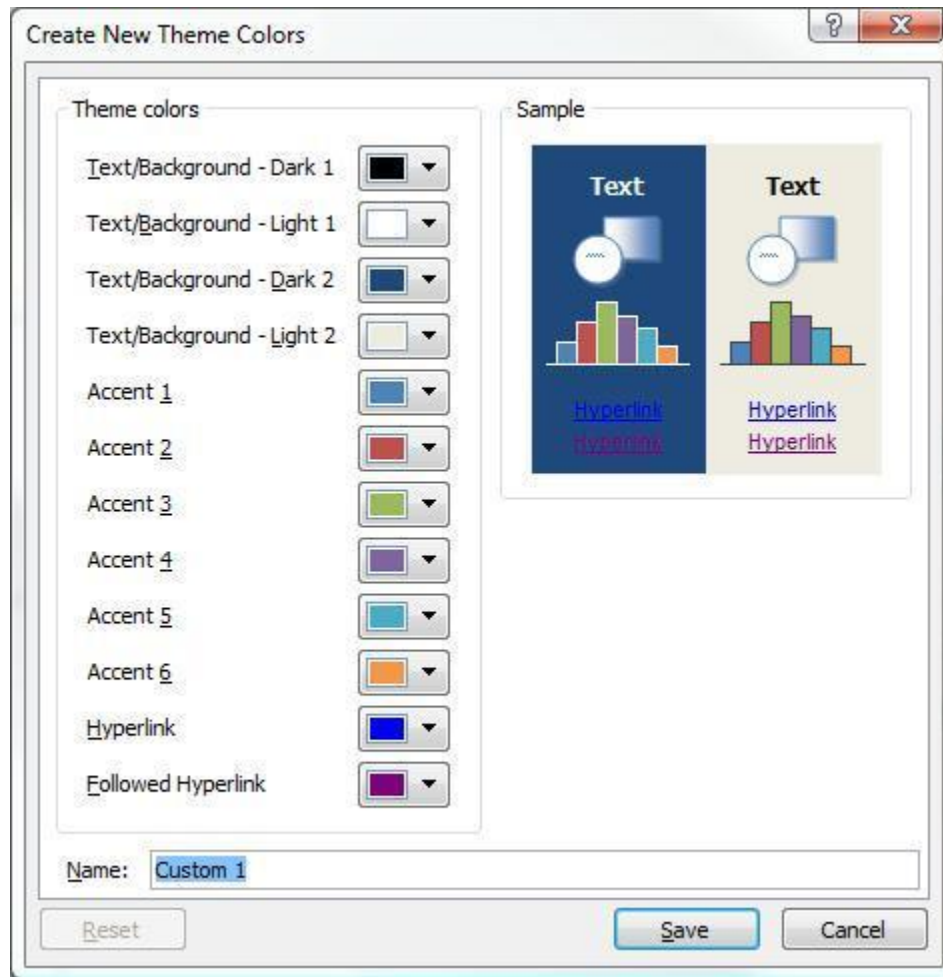 Create New Theme Colors
Theme colors
Text/Background - Dark 1
Text/Background - Light 1
Text/Background - Dark 2
Text/Background - Light 2
Accent 1
Accent 2
Accent 3
Accent 4
Accent 5
Accent 6
Hyperlink
Followed Hyperlink
Sample
Text Text
Hyperlink Hyperlink
Hyperlink Hyperlink
Name: Custom 1
Reset Save Cancel